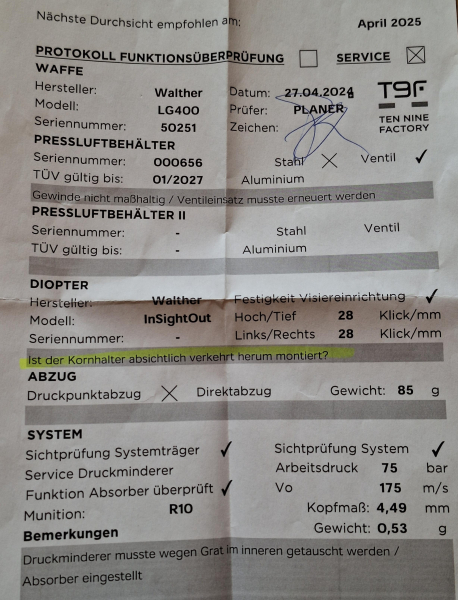 Nächste Durchsicht empfohlen am: April 2025
PROTOKOLL FUNKTIONSÜBERPRÜFUNG SERVICE
WAFFE
Hersteller: Walther Datum: 27.04.2024
Modell: LG400 Prüfer: PLANER
Seriennummer: 50251 Zeichen:
T9F
TEN NINE
FACTORY
PRESSLUFTBEHÄLTER
Seriennummer: 000656 Stahl Ventil
TÜV gültig bis: 01/2027 Aluminium
Gewinde nicht maßhaltig / Ventileinsatz musste erneuert werden
PRESSLUFTBEHÄLTER II
Seriennummer: - Stahl Ventil
TÜV gültig bis: - Aluminium
DIOPTER
Hersteller: Walther Festigkeit Visiereinrichtung
Modell: InSightOut Hoch/Tief 28 Klick/mm
Seriennummer: - Links/Rechts 28 Klick/mm
Ist der Kornhalter absichtlich verkehrt herum montiert?
ABZUG
Druckpunktabzug Direktabzug Gewicht: 85 g
SYSTEM
Sichtprüfung Systemträger Sichtprüfung System
Service Druckminderer Arbeitsdruck 75 bar
Funktion Absorber überprüft Vo 175 m/s
Munition: R10 Kopfmaß: 4,49 mm
Gewicht: 0,53 g
Bemerkungen
Druckminderer musste wegen Grat im inneren getauscht werden /
Absorber eingestellt